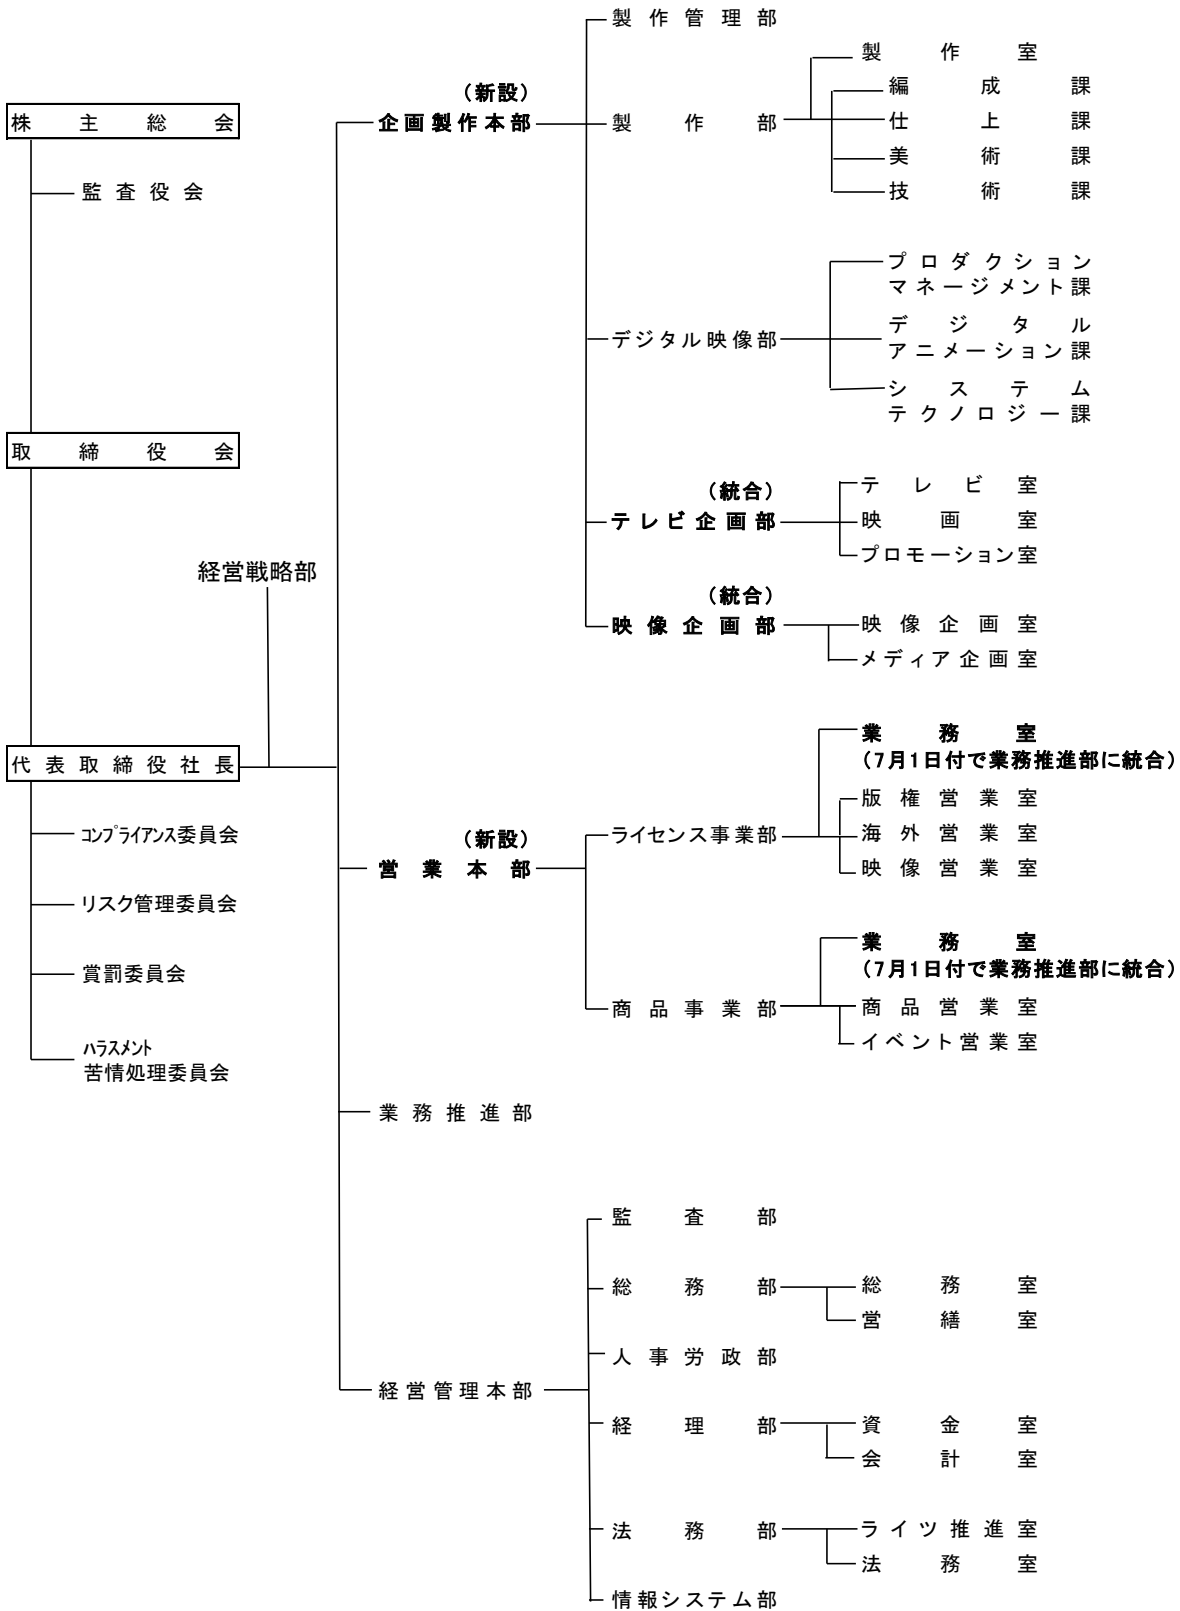 株主総会
監査役会
取締役会
経営戦略部
代表取締役社長
コンプライアンス委員会
リスク管理委員会
賞罰委員会
ハラスメント
苦情処理委員会
(新設)
企画製作本部
製作管理部
製作部
製作室
編成課
仕上課
美術課
技術課
デジタル映像部
プロダクション
マネージメント課
デジタル
アニメーション課
システム
テクノロジー課
(統合)
テレビ企画部
テレビ室
映画室
プロモーション室
(統合)
映像企画部
映像企画室
メディア企画室
(新設)
営業本部
ライセンス事業部
業務室
(7月1日付で業務推進部に統合)
版権営業室
海外営業室
映像営業室
商品事業部
業務室
(7月1日付で業務推進部に統合)
商品営業室
イベント営業室
業務推進部
経営管理本部
監査部
総務部
総務室
営繕室
人事労政部
経理部
資金室
会計室
法務部
ライツ推進室
法務室
情報システム部